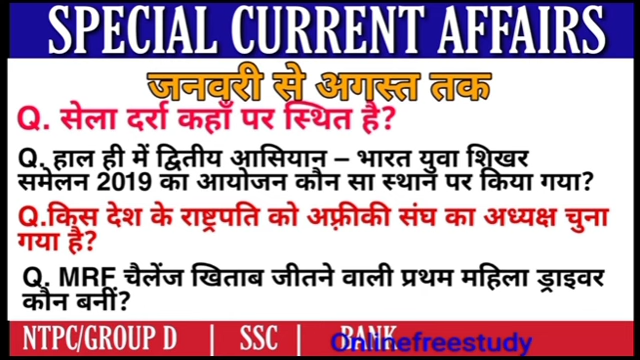 SPECIAL CURRENT AFFAIRS
जनवरी से अगस्त तक
Q. सेला दर्रा कहाँ पर स्थित है?
Q. हाल ही में द्वितीय आसियान – भारत युवा शिखर
समेलन 2019 का आयोजन कौन सा स्थान पर किया गया?
Q.किस देश के राष्ट्रपति को अफ़्रीकी संघ का अध्यक्ष चुना
गया है?
Q. MRF चैलेंज खिताब जीतने वाली प्रथम महिला ड्राइवर
कौन बनीं?
NTPC/GROUP D | SSC | BANK
Onlinefreestudy